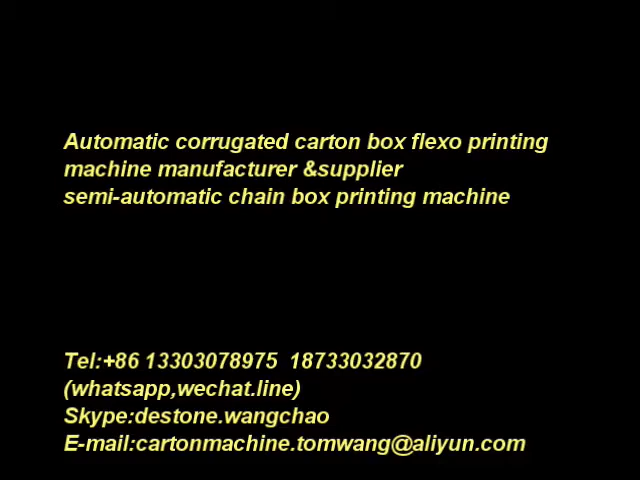 Automatic corrugated carton box flexo printing
machine manufacturer &supplier
semi-automatic chain box printing machine
Tel:+86 13303078975  18733032870
(whatsapp,wechat.line)
Skype:destone.wangchao
E-mail:cartonmachine.tomwang@aliyun.com